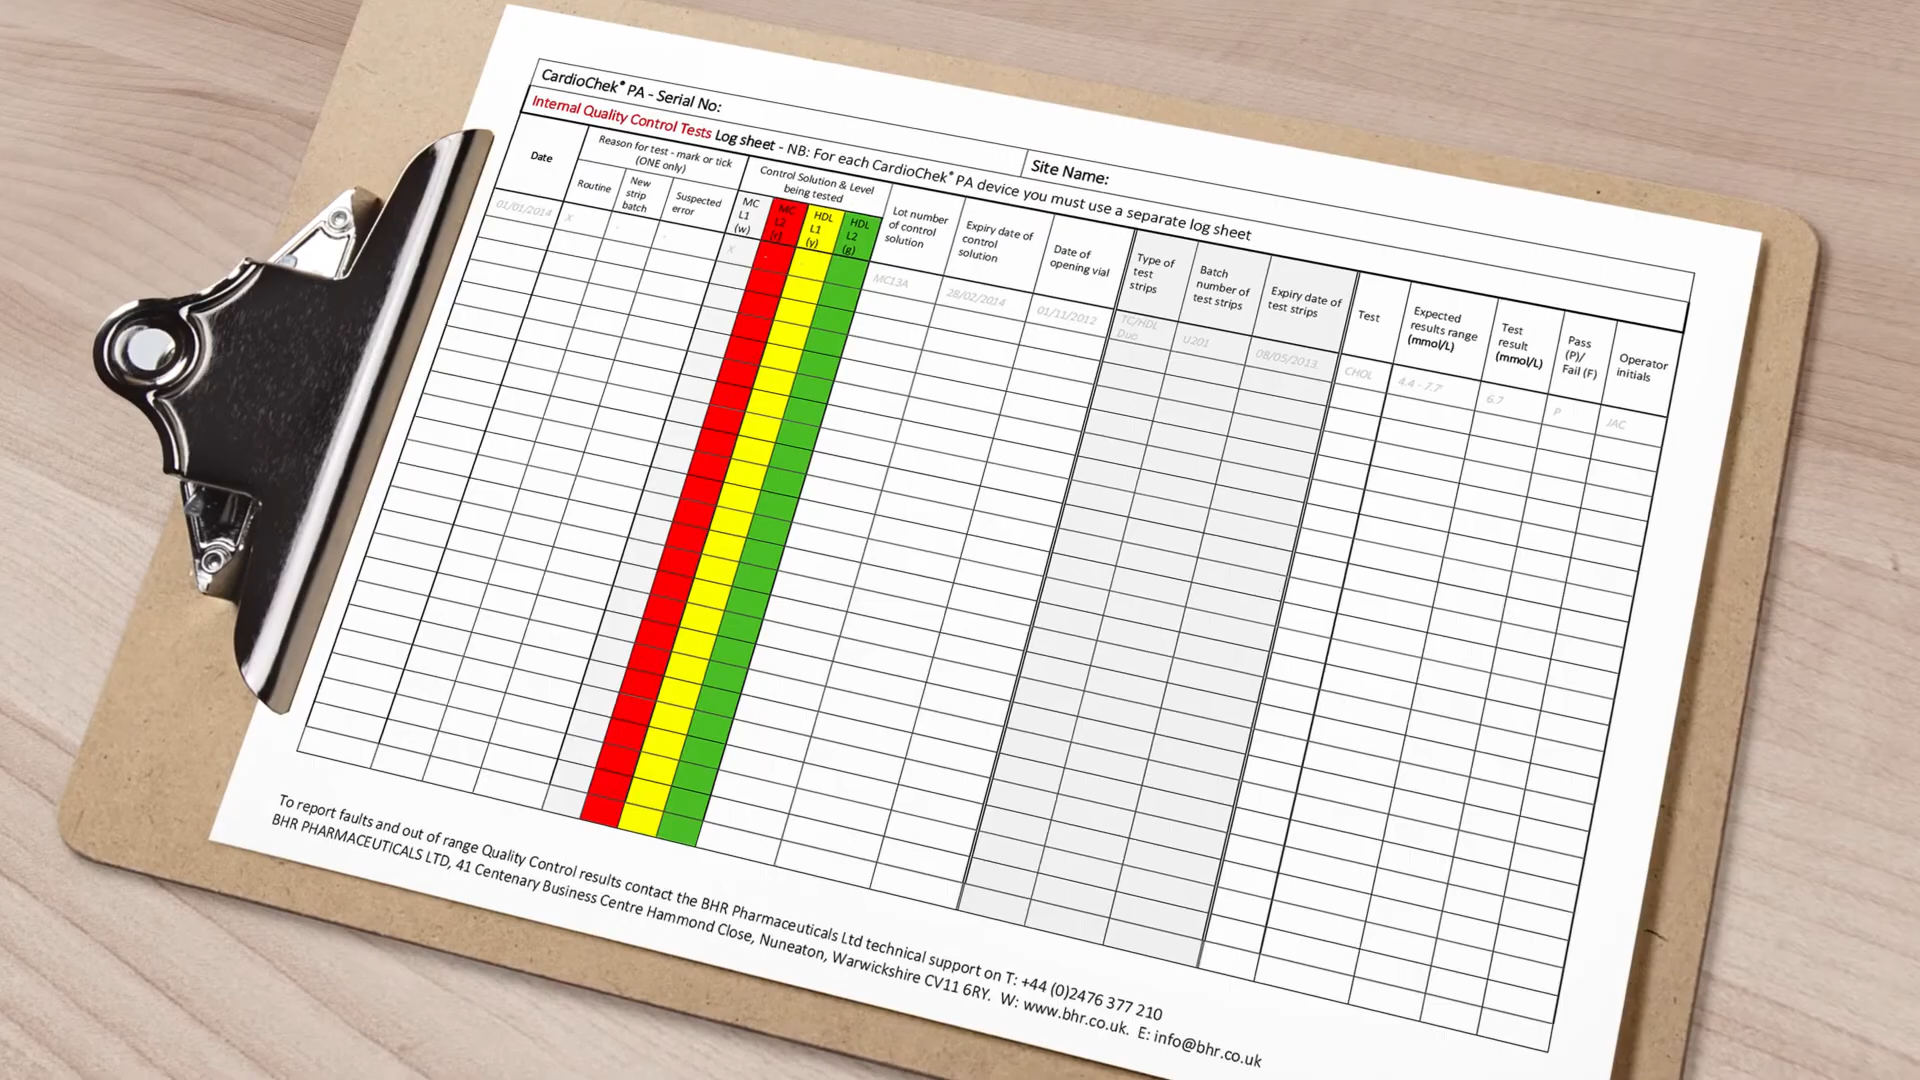 CardioChek® PA - Serial No:
Site Name:
Internal Quality Control Tests Log sheet - NB: For each CardioChek® PA device you must use a separate log sheet
Date
Reason for test - mark or tick
(ONE only)
Routine
New
strip
batch
Suspected
error
Control Solution & Level
being tested
MC
L1
(w)
MC
L2
(r)
HDL
L1
(y)
HDL
L2
(g)
Lot number
of control
solution
Expiry date of
control
solution
Date of
opening vial
Type of
test
strips
Batch
number of
test strips
Expiry date of
test strips
Test
Expected
results range
(mmol/L)
Test
result
(mmol/L)
Pass
(P)/
Fail (F)
Operator
initials
01/01/2014
X
-
-
X
-
-
MC13A
28/02/2014
01/11/2012
TC/HDL
Duo
U201
08/05/2013
CHOL
4.4 - 7.7
6.7
P
JAC
To report faults and out of range Quality Control results contact the BHR Pharmaceuticals Ltd technical support on T: +44 (0)2476 377 210
BHR PHARMACEUTICALS LTD, 41 Centenary Business Centre Hammond Close, Nuneaton, Warwickshire CV11 6RY. W: www.bhr.co.uk. E: info@bhr.co.uk